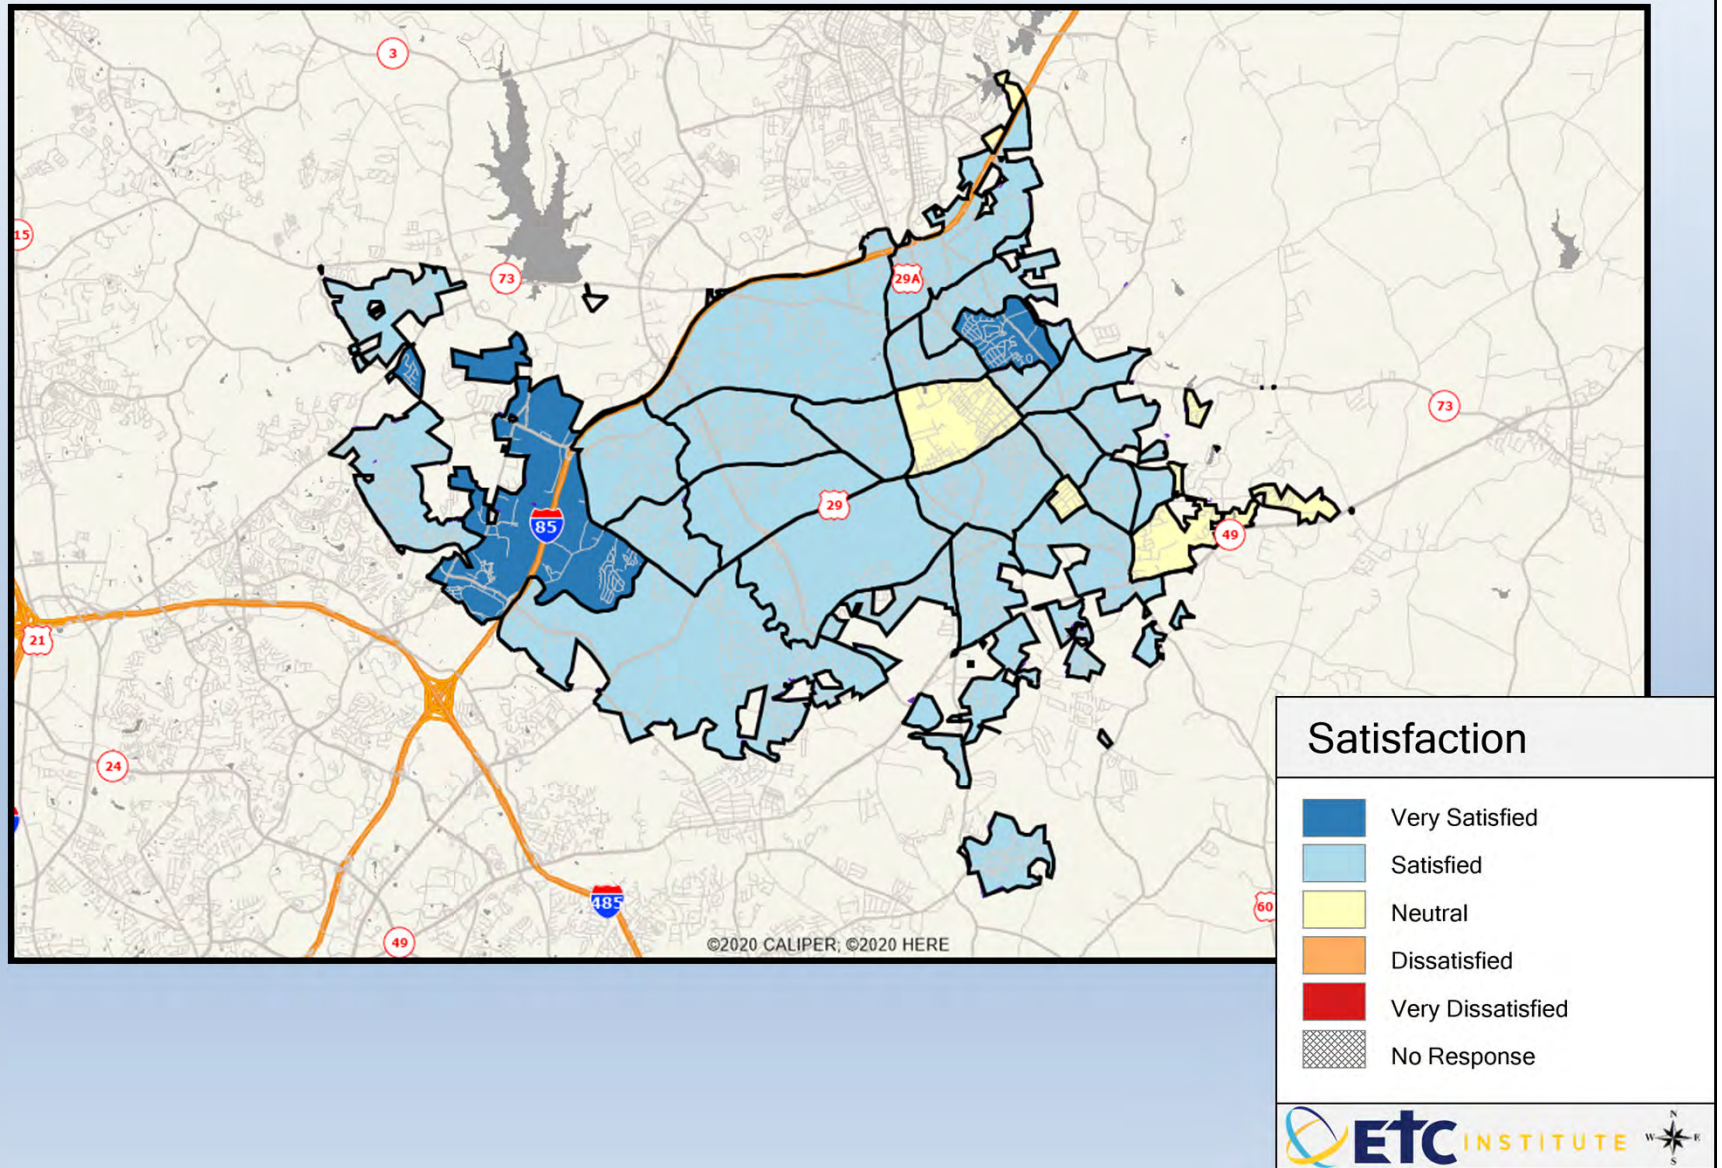 3
15
73
29A
73
29
85
49
21
24
60
485
49
©2020 CALIPER; ©2020 HERE
Satisfaction
Very Satisfied
Satisfied
Neutral
Dissatisfied
Very Dissatisfied
No Response
ETC INSTITUTE
N
W E
S